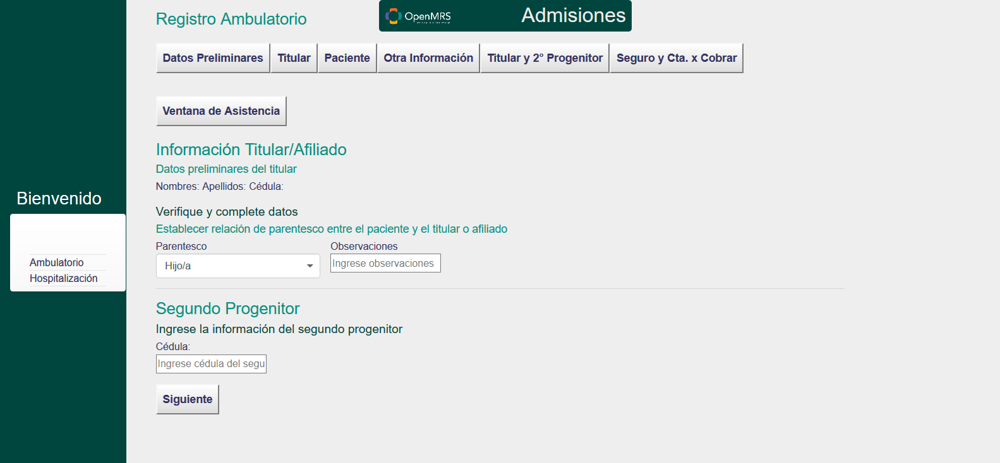 Registro Ambulatorio
OpenMRS
Admisiones
Datos Preliminares Titular Paciente Otra Información Titular y 2° Progenitor Seguro y Cta. x Cobrar
Ventana de Asistencia
Información Titular/Afiliado
Datos preliminares del titular
Nombres: Apellidos: Cédula:
Bienvenido
Ambulatorio
Hospitalización
Verifique y complete datos
Establecer relación de parentesco entre el paciente y el titular o afiliado
Parentesco Observaciones
Hijo/a Ingrese observaciones
Segundo Progenitor
Ingrese la información del segundo progenitor
Cédula:
Ingrese cédula del segu
Siguiente